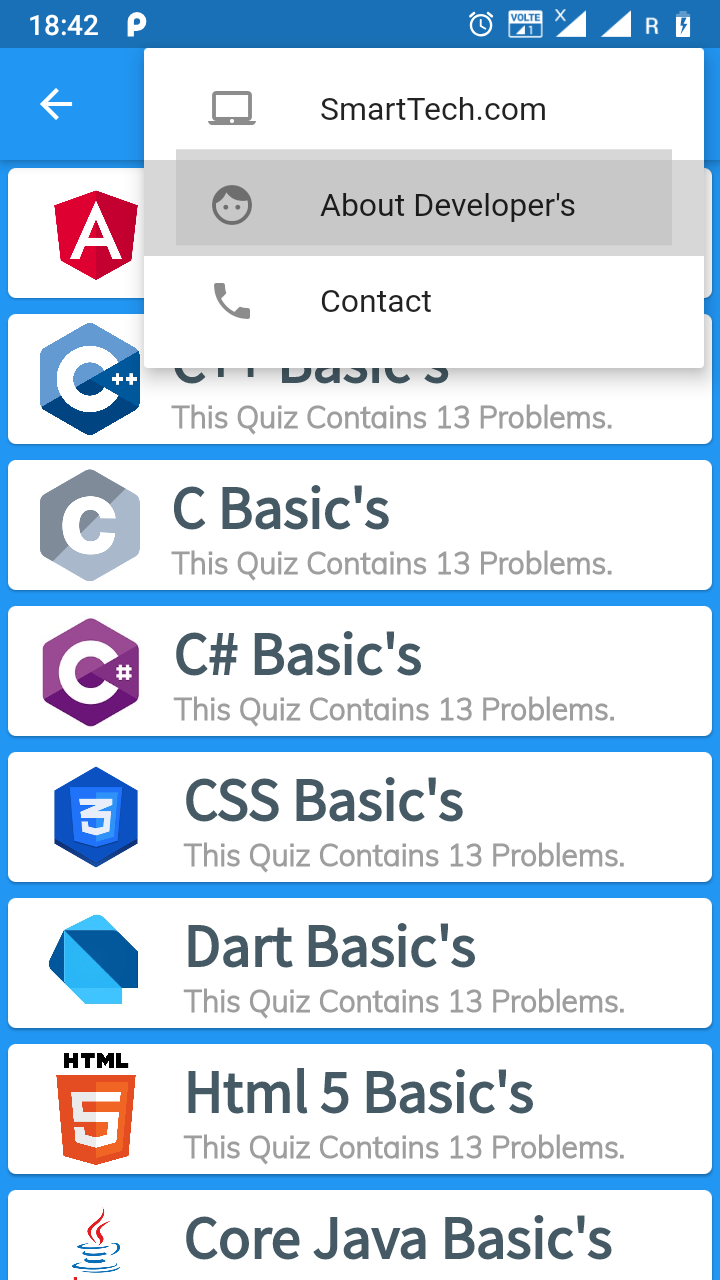 18:42
VOLTE
1
X
R
SmartTech.com
About Developer's
Contact
C++ Basic's
This Quiz Contains 13 Problems.
C Basic's
This Quiz Contains 13 Problems.
C# Basic's
This Quiz Contains 13 Problems.
CSS Basic's
This Quiz Contains 13 Problems.
Dart Basic's
This Quiz Contains 13 Problems.
HTML
Html 5 Basic's
This Quiz Contains 13 Problems.
Core Java Basic's